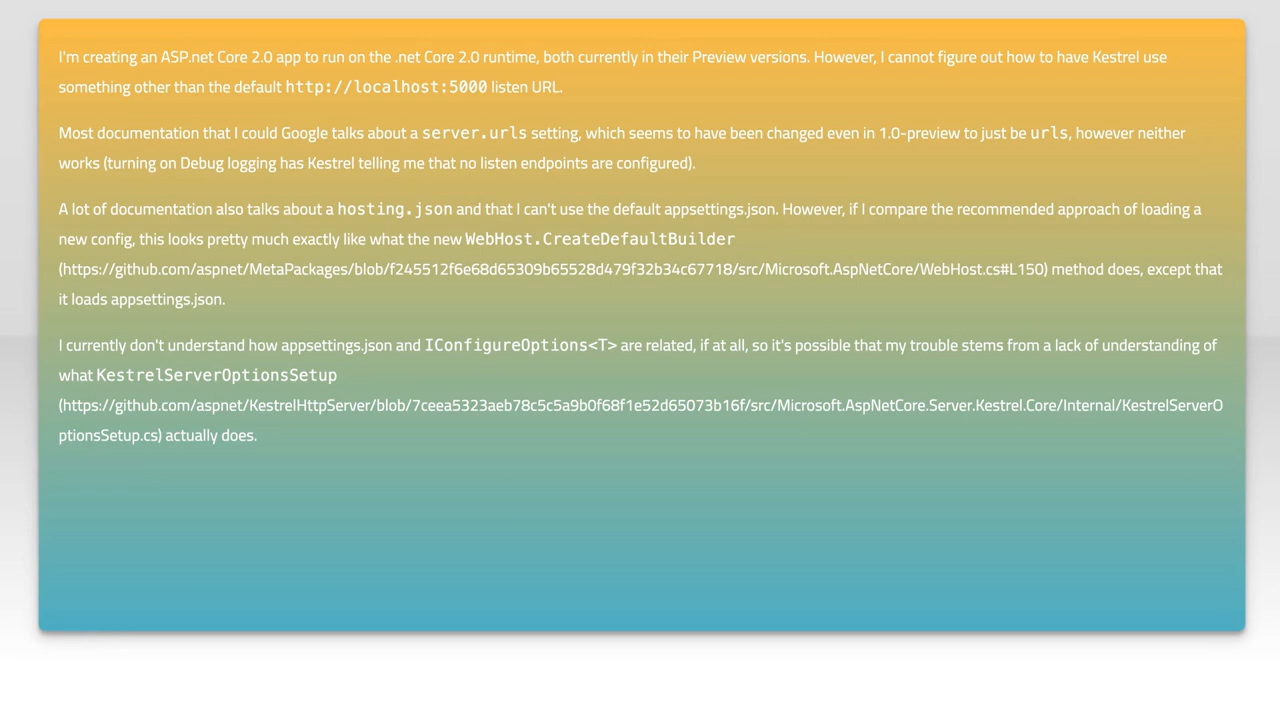 I'm creating an ASP.net Core 2.0 app to run on the .net Core 2.0 runtime, both currently in their Preview versions. However, I cannot figure out how to have Kestrel use
something other than the default http://localhost:5000 listen URL.
Most documentation that I could Google talks about a server.urls setting, which seems to have been changed even in 1.0-preview to just be urls, however neither
works (turning on Debug logging has Kestrel telling me that no listen endpoints are configured).
A lot of documentation also talks about a hosting.json and that I can't use the default appsettings.json. However, if I compare the recommended approach of loading a
new config, this looks pretty much exactly like what the new WebHost.CreateDefaultBuilder
(https://github.com/aspnet/MetaPackages/blob/f245512f6e68d65309b65528d479f32b34c67718/src/Microsoft.AspNetCore/WebHost.cs#L150) method does, except that
it loads appsettings.json.
I currently don't understand how appsettings.json and IConfigureOptions<T> are related, if at all, so it's possible that my trouble stems from a lack of understanding of
what KestrelServerOptionsSetup
(https://github.com/aspnet/KestrelHttpServer/blob/7ceea5323aeb78c5c5a9b0f68f1e52d65073b16f/src/Microsoft.AspNetCore.Server.Kestrel.Core/Internal/KestrelServerO
ptionsSetup.cs) actually does.